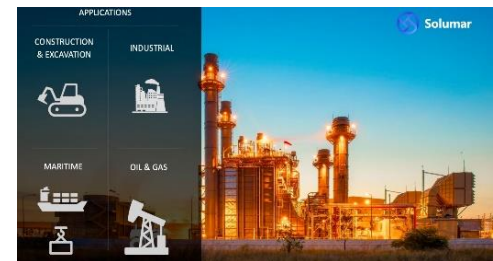 APPLICATIONS
Solumar
CONSTRUCTION
& EXCAVATION
INDUSTRIAL
MARITIME
OIL & GAS